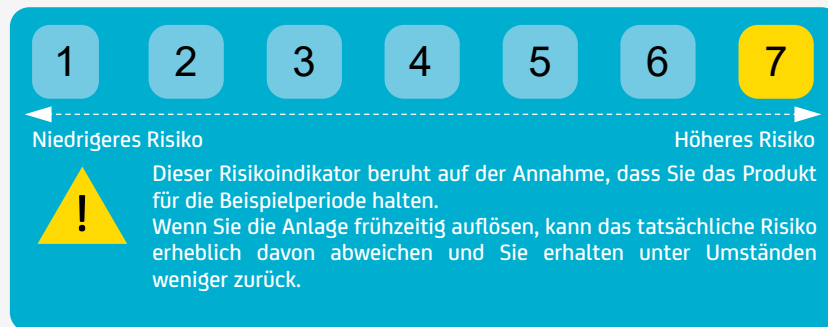 1 2 3 4 5 6 7
Niedrigeres Risiko Höheres Risiko
!
Dieser Risikoindikator beruht auf der Annahme, dass Sie das Produkt
für die Beispielperiode halten.
Wenn Sie die Anlage frühzeitig auflösen, kann das tatsächliche Risiko
erheblich davon abweichen und Sie erhalten unter Umständen
weniger zurück.